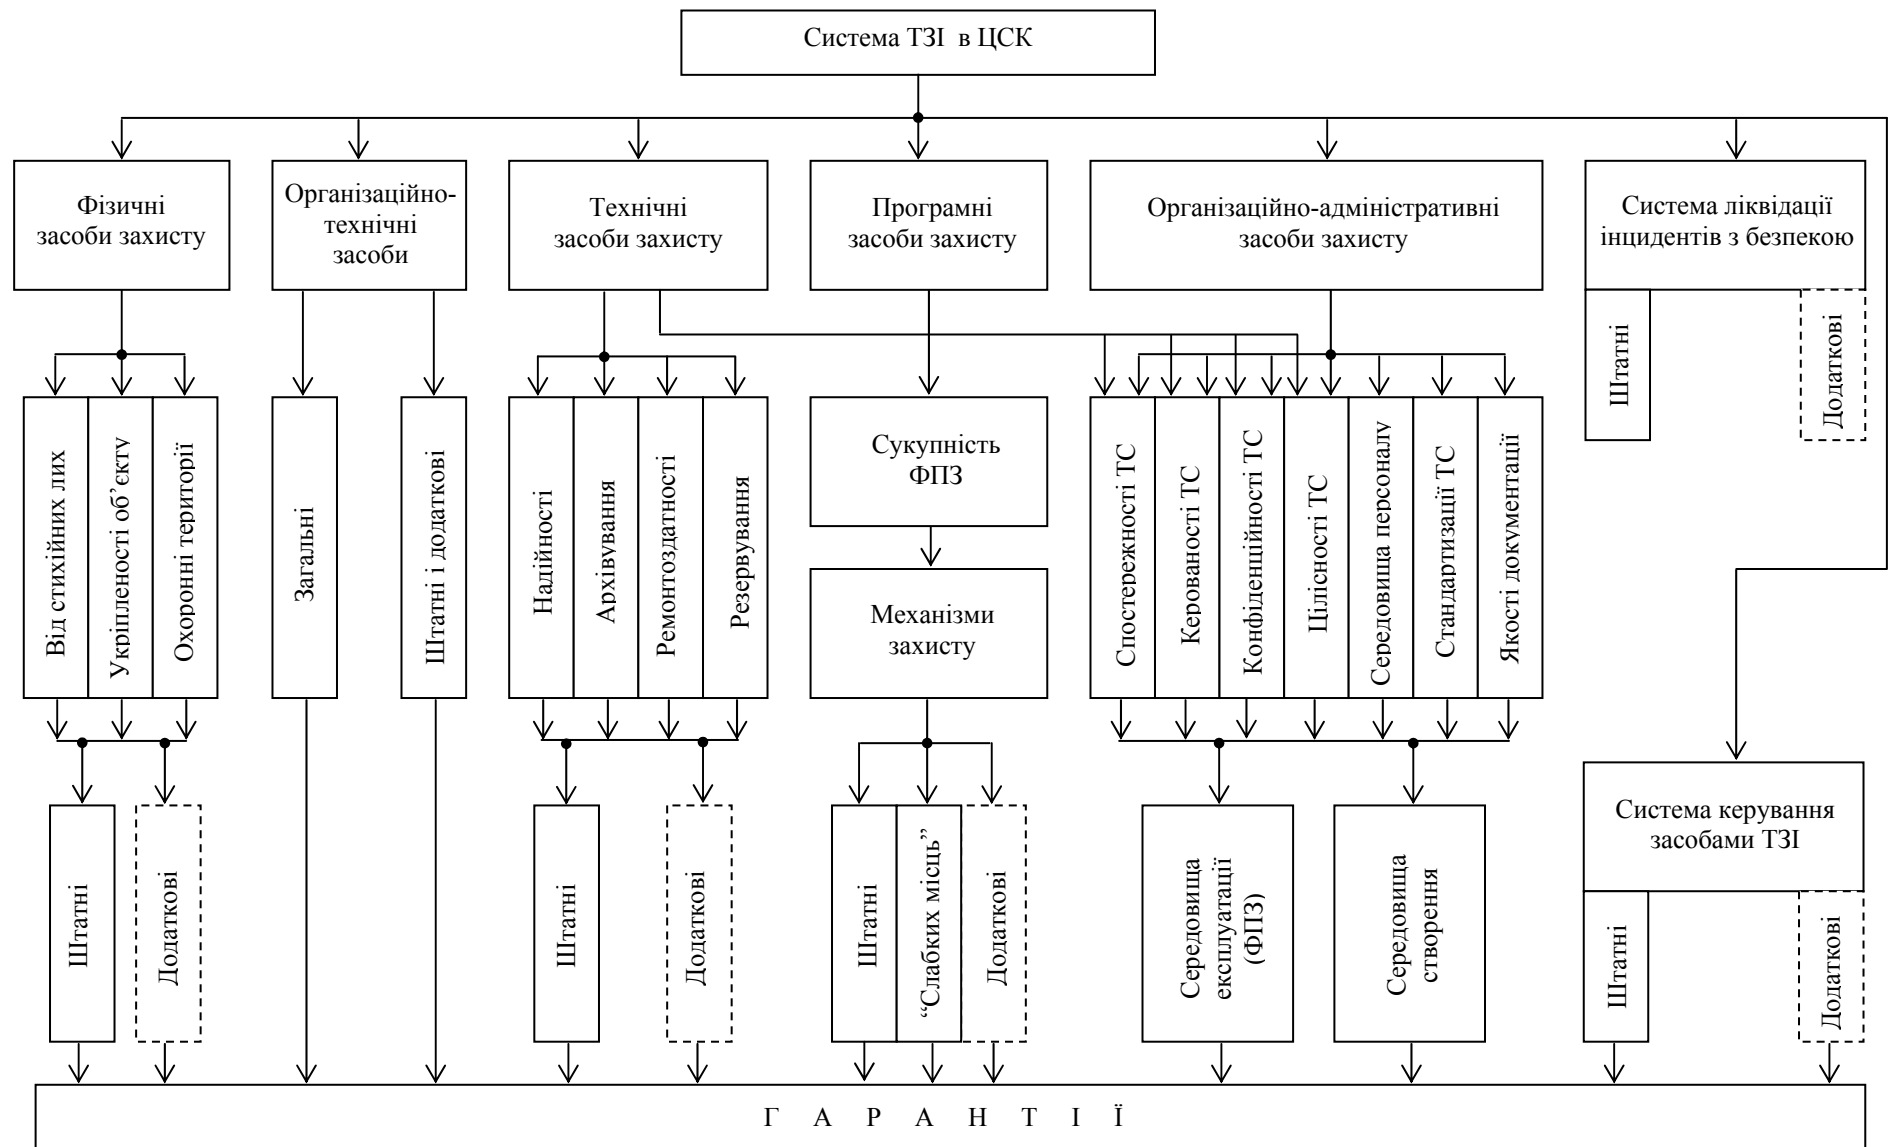 Система ТЗІ в ЦСК
Фізичні
засоби захисту
Організаційно-
технічні
засоби
Технічні
засоби захисту
Програмні
засоби захисту
Організаційно-адміністративні
засоби захисту
Система ліквідації
інцидентів з безпекою
Штатні
Додаткові
Від стихійних лих
Укріпленості об’єкту
Охоронні території
Загальні
Штатні і додаткові
Надійності
Архівування
Ремонтоздатності
Резервування
Сукупність
ФПЗ
Механізми
захисту
Спостережності ТС
Керованості ТС
Конфіденційності ТС
Цілісності ТС
Середовища персоналу
Стандартизації ТС
Якості документації
Штатні
Додаткові
Штатні
Додаткові
Штатні
“Слабких місць”
Додаткові
Середовища
експлуатації
(ФПЗ)
Середовища
створення
Система керування
засобами ТЗІ
Штатні
Додаткові
Г А Р А Н Т І Ї